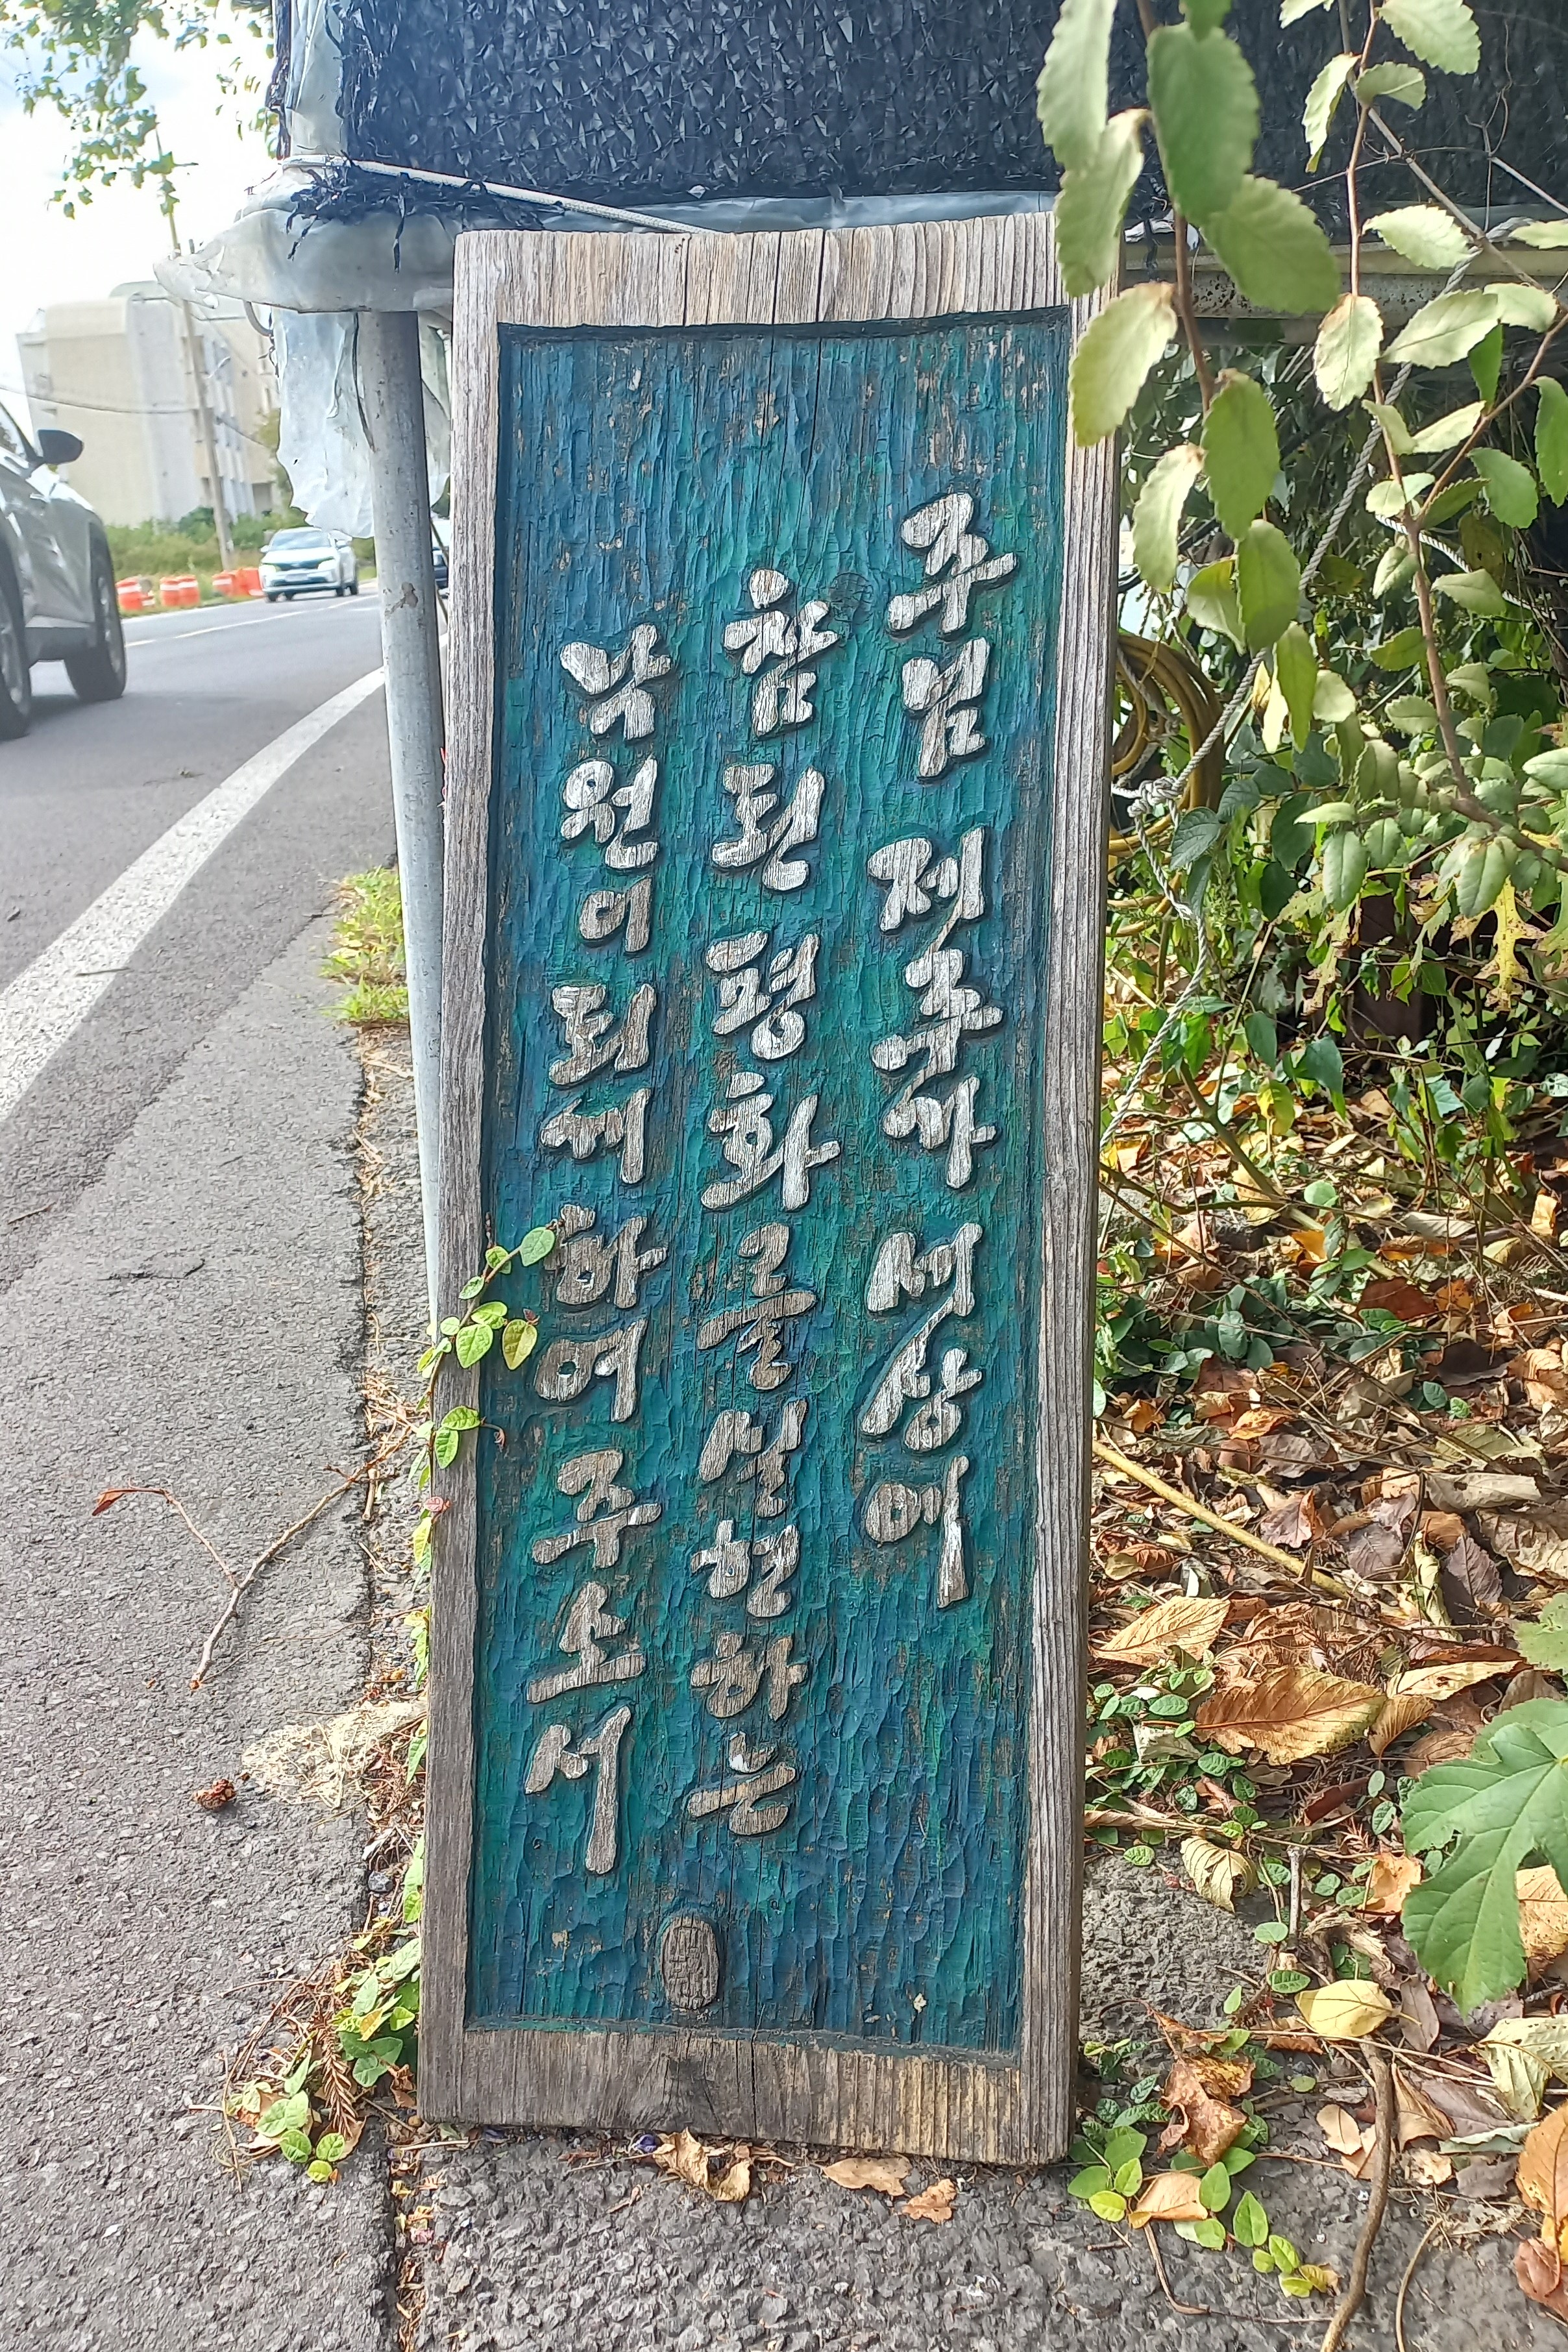 주님 제주가 세상에
참된 평화를 실현하는
낙원이 되게 하여 주소서